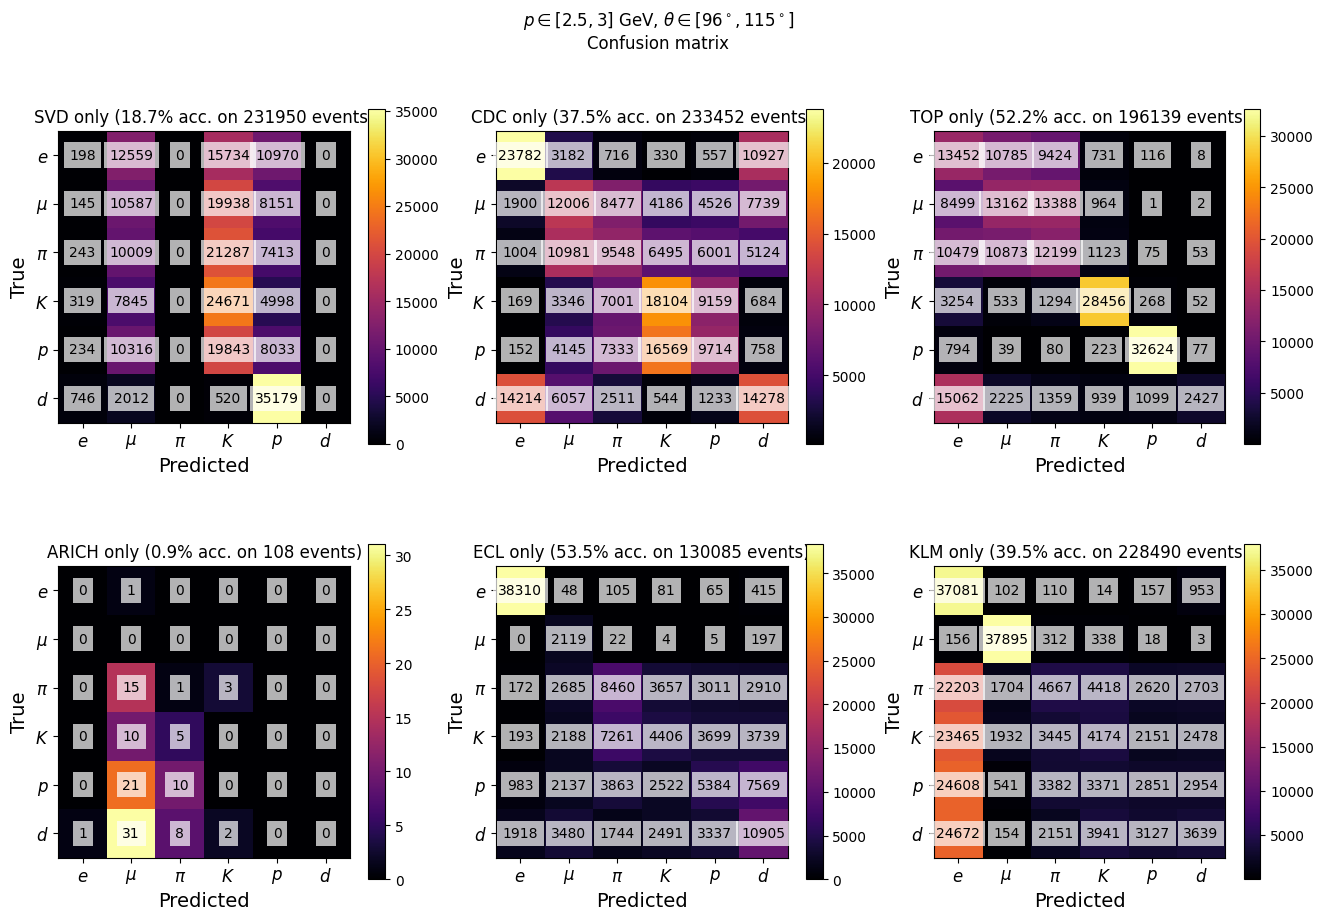 p ∈ [2.5, 3] GeV, θ ∈ [96°, 115°]
Confusion matrix
SVD only (18.7% acc. on 231950 events
e 198 12559 0 15734 10970 0
μ 145 10587 0 19938 8151 0
π 243 10009 0 21287 7413 0
K 319 7845 0 24671 4998 0
p 234 10316 0 19843 8033 0
d 746 2012 0 520 35179 0
e μ π K p d
True
Predicted
35000
30000
25000
20000
15000
10000
5000
0
CDC only (37.5% acc. on 233452 events
e 23782 3182 716 330 557 10927
μ 1900 12006 8477 4186 4526 7739
π 1004 10981 9548 6495 6001 5124
K 169 3346 7001 18104 9159 684
p 152 4145 7333 16569 9714 758
d 14214 6057 2511 544 1233 14278
e μ π K p d
True
Predicted
20000
15000
10000
5000
TOP only (52.2% acc. on 196139 events
e 13452 10785 9424 731 116 8
μ 8499 13162 13388 964 1 2
π 10479 10873 12199 1123 75 53
K 3254 533 1294 28456 268 52
p 794 39 80 223 32624 77
d 15062 2225 1359 939 1099 2427
e μ π K p d
True
Predicted
30000
25000
20000
15000
10000
5000
ARICH only (0.9% acc. on 108 events)
e 0 1 0 0 0 0
μ 0 0 0 0 0 0
π 0 15 1 3 0 0
K 0 10 5 0 0 0
p 0 21 10 0 0 0
d 1 31 8 2 0 0
e μ π K p d
True
Predicted
30
25
20
15
10
5
0
ECL only (53.5% acc. on 130085 events)
e 38310 48 105 81 65 415
μ 0 2119 22 4 5 197
π 172 2685 8460 3657 3011 2910
K 193 2188 7261 4406 3699 3739
p 983 2137 3863 2522 5384 7569
d 1918 3480 1744 2491 3337 10905
e μ π K p d
True
Predicted
35000
30000
25000
20000
15000
10000
5000
0
KLM only (39.5% acc. on 228490 events
e 37081 102 110 14 157 953
μ 156 37895 312 338 18 3
π 22203 1704 4667 4418 2620 2703
K 23465 1932 3445 4174 2151 2478
p 24608 541 3382 3371 2851 2954
d 24672 154 2151 3941 3127 3639
e μ π K p d
True
Predicted
35000
30000
25000
20000
15000
10000
5000